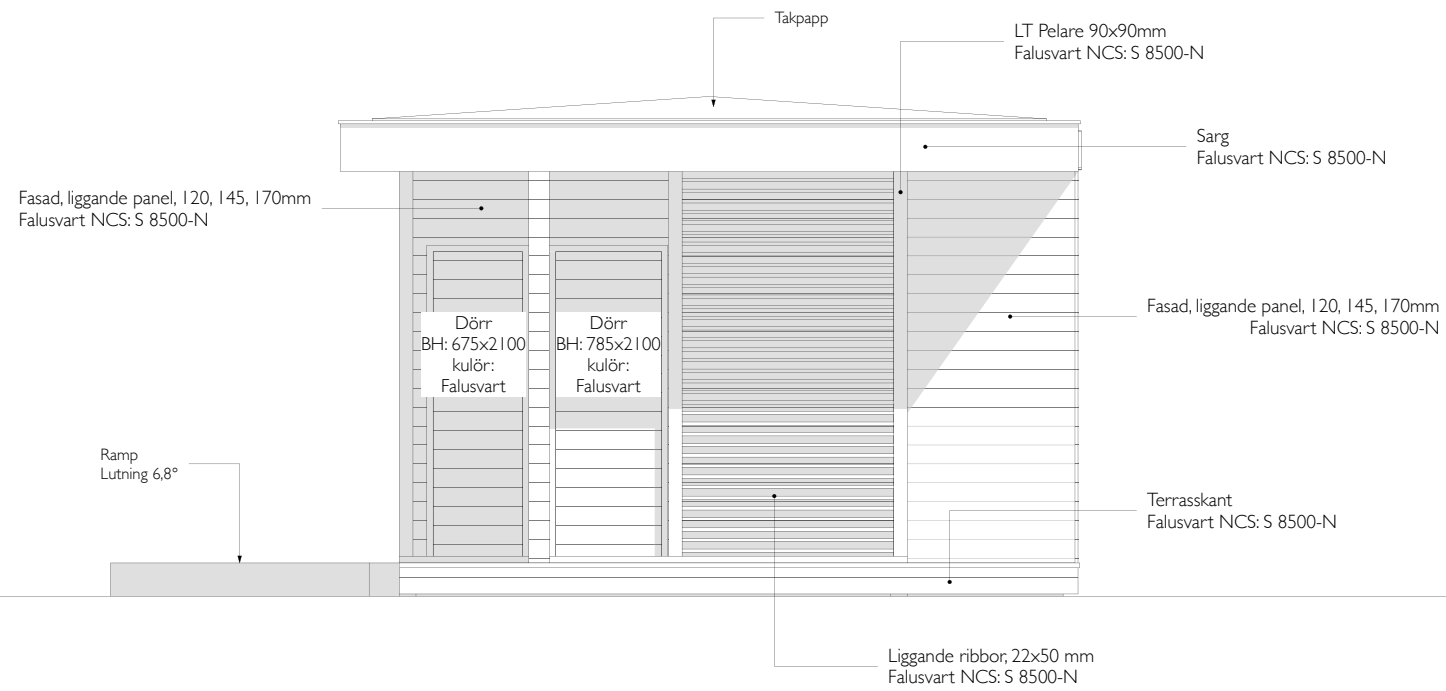 Takpapp
LT Pelare 90x90mm
Falusvart NCS: S 8500-N
Sarg
Falusvart NCS: S 8500-N
Fasad, liggande panel, 120, 145, 170mm
Falusvart NCS: S 8500-N
Fasad, liggande panel, 120, 145, 170mm
Falusvart NCS: S 8500-N
Dörr
BH: 675x2100
kulör:
Falusvart
Dörr
BH: 785x2100
kulör:
Falusvart
Ramp
Lutning 6,8°
Terrasskant
Falusvart NCS: S 8500-N
Liggande ribbor, 22x50 mm
Falusvart NCS: S 8500-N